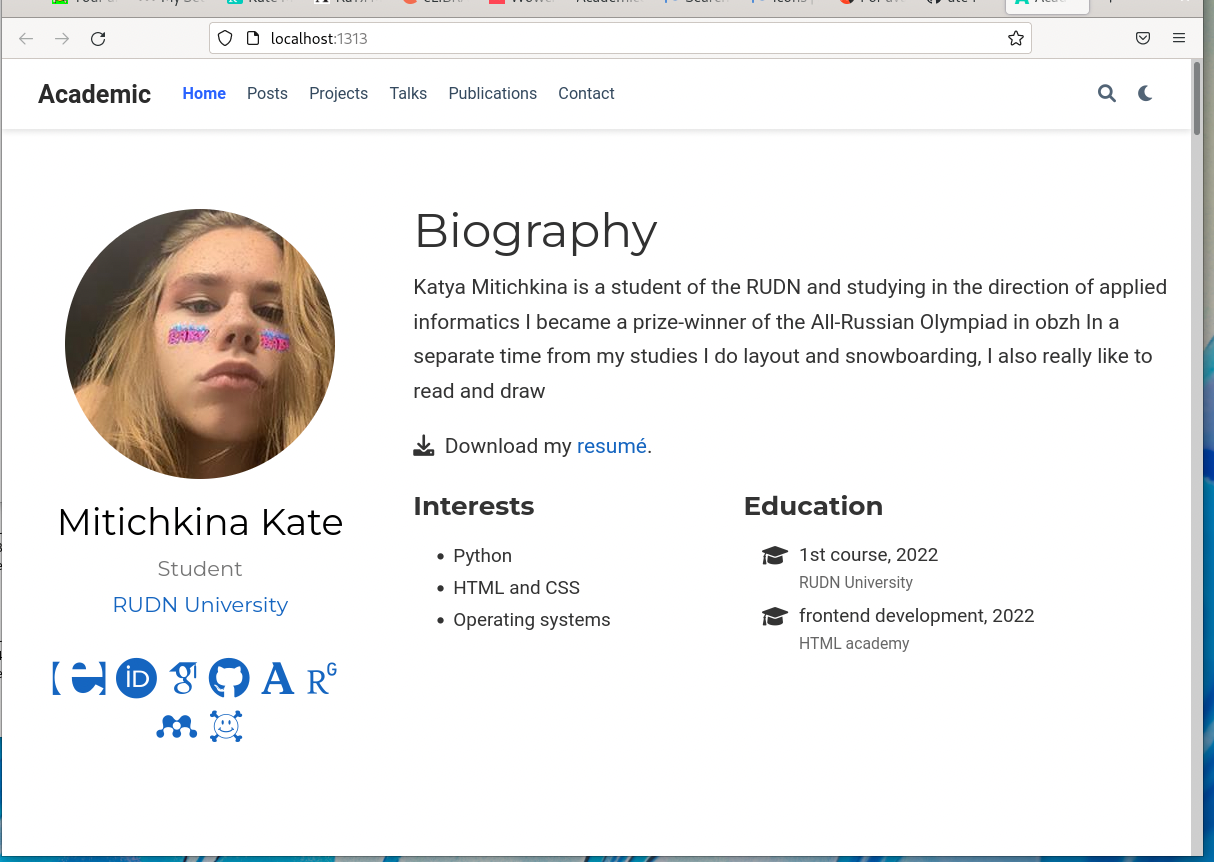 localhost:1313
Academic Home Posts Projects Talks Publications Contact
Biography
Katya Mitichkina is a student of the RUDN and studying in the direction of applied
informatics I became a prize-winner of the All-Russian Olympiad in obzh In a
separate time from my studies I do layout and snowboarding, I also really like to
read and draw
Download my resumé.
Mitichkina Kate
Student
RUDN University
Interests
Python
HTML and CSS
Operating systems
Education
1st course, 2022
RUDN University
frontend development, 2022
HTML academy